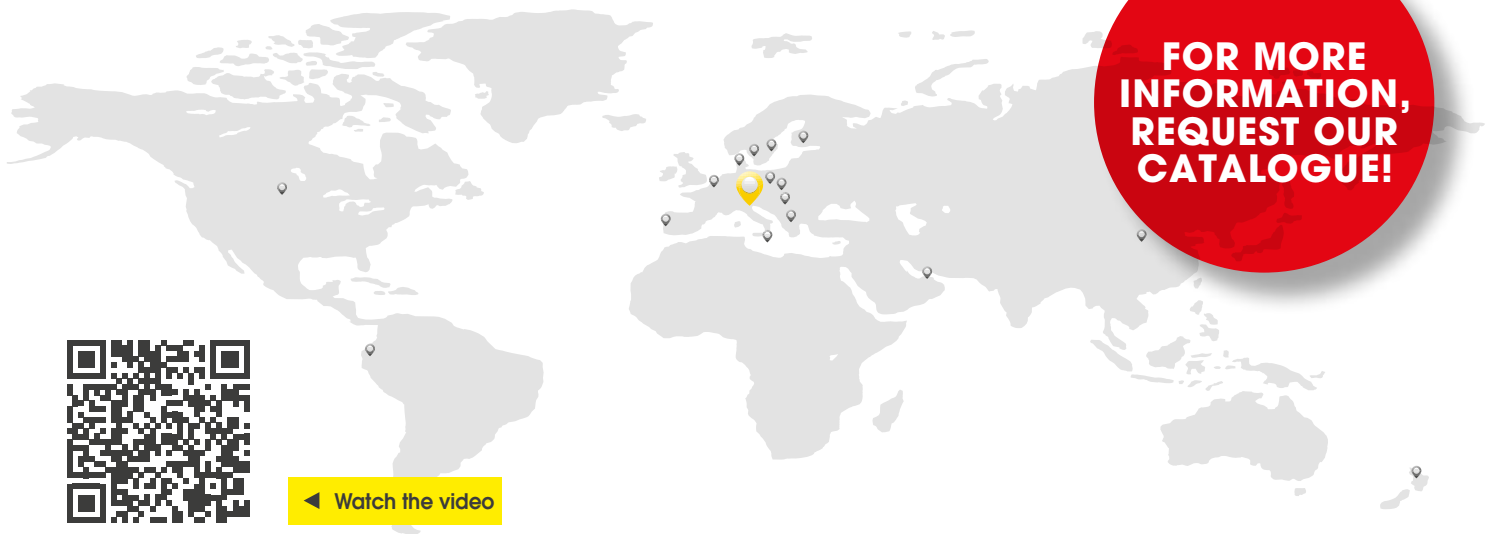 FOR MORE
INFORMATION,
REQUEST OUR
CATALOGUE!
Watch the video